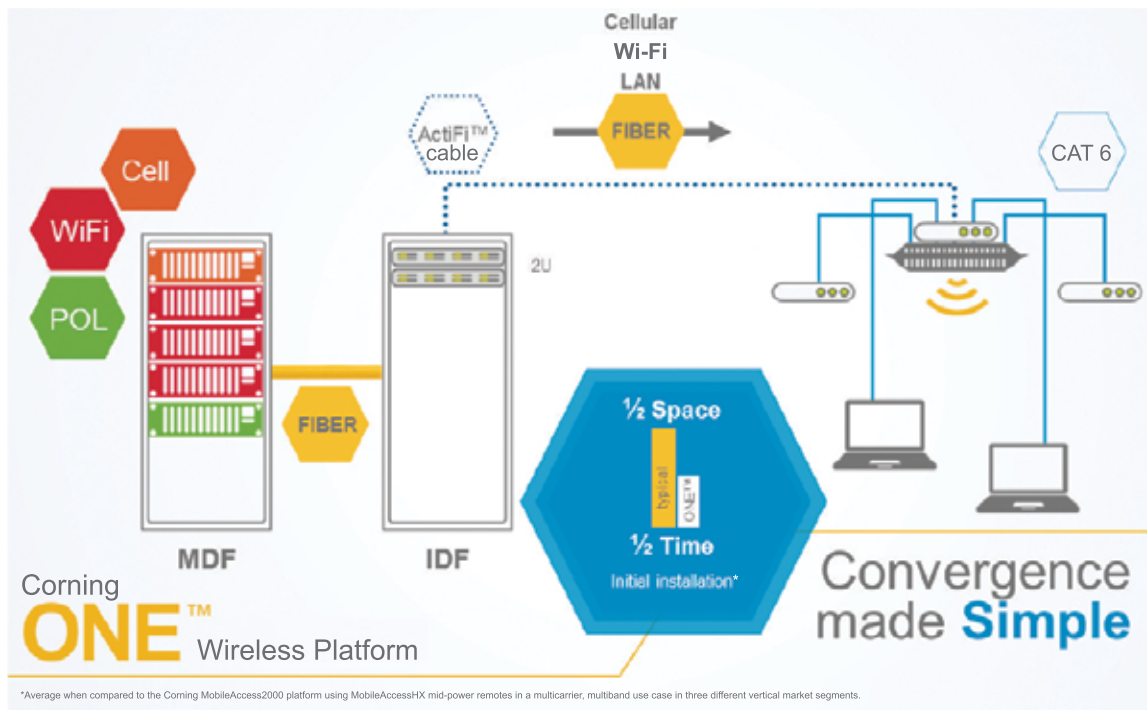 Cellular
Wi-Fi
LAN
FIBER
ActiFi™
cable
CAT 6
Cell
WiFi
POL
2U
FIBER
MDF
IDF
½ Space
typical
ONE™
½ Time
Initial installation*
Convergence
made Simple
Corning
ONE™
Wireless Platform
*Average when compared to the Corning MobileAccess2000 platform using MobileAccessHX mid-power remotes in a multicarrier, multiband use case in three different vertical market segments.